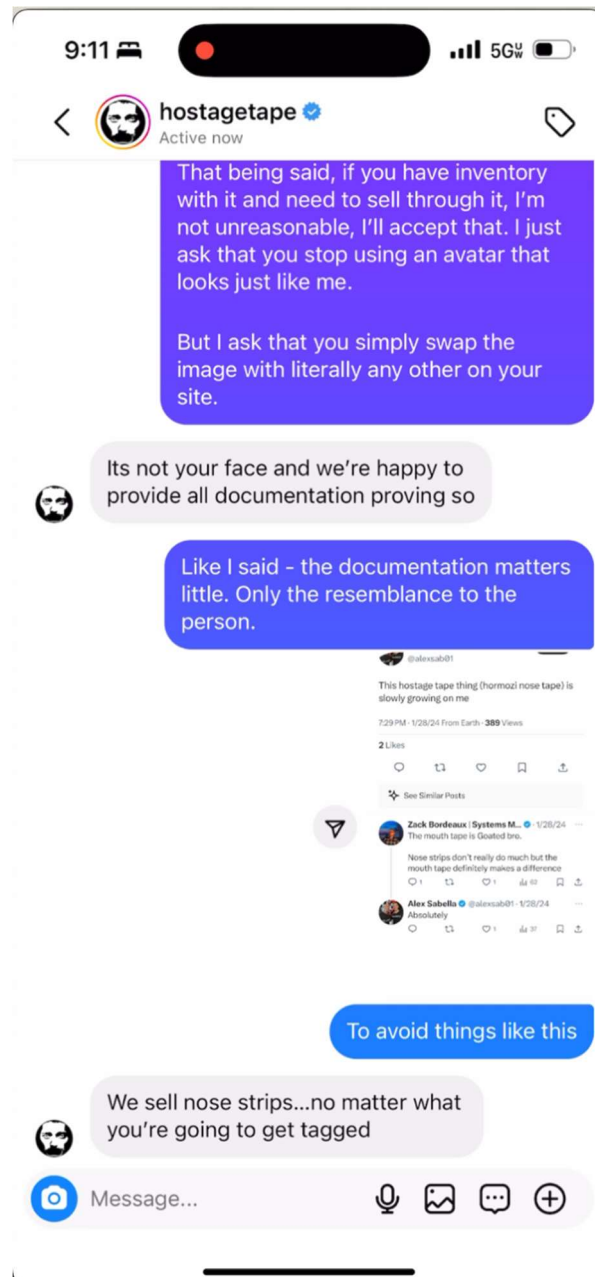 9:11
5G UW
hostagetape
Active now
That being said, if you have inventory
with it and need to sell through it, I'm
not unreasonable, I'll accept that. I just
ask that you stop using an avatar that
looks just like me.
But I ask that you simply swap the
image with literally any other on your
site.
Its not your face and we're happy to
provide all documentation proving so
Like I said - the documentation matters
little. Only the resemblance to the
person.
@alexsab01
This hostage tape thing (hormozi nose tape) is
slowly growing on me
7:29 PM · 1/28/24 From Earth · 389 Views
2 Likes
See Similar Posts
Zack Bordeaux | Systems M... · 1/28/24
The mouth tape is Goated bro.
Nose strips don't really do much but the
mouth tape definitely makes a difference
1 1 63
Alex Sabella @alexsab01 · 1/28/24
Absolutely
1 37
To avoid things like this
We sell nose strips...no matter what
you're going to get tagged
Message...